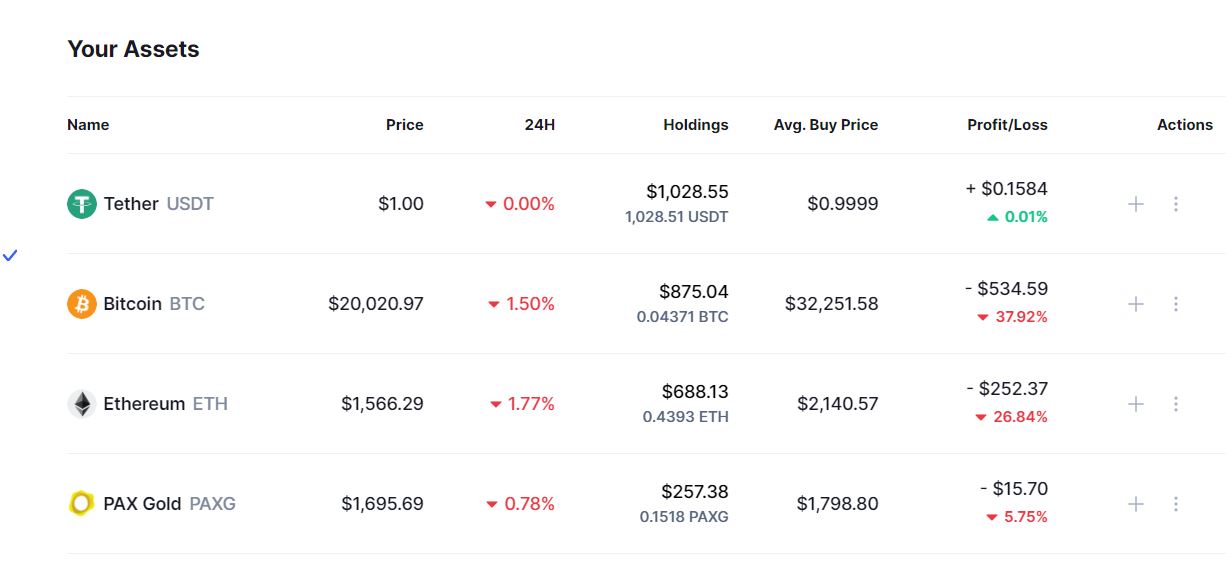 Your Assets
Name Price 24H Holdings Avg. Buy Price Profit/Loss Actions
Tether USDT $1.00 0.00% $1,028.55 $0.9999 + $0.1584
1,028.51 USDT 0.01%
Bitcoin BTC $20,020.97 1.50% $875.04 $32,251.58 - $534.59
0.04371 BTC 37.92%
Ethereum ETH $1,566.29 1.77% $688.13 $2,140.57 - $252.37
0.4393 ETH 26.84%
PAX Gold PAXG $1,695.69 0.78% $257.38 $1,798.80 - $15.70
0.1518 PAXG 5.75%